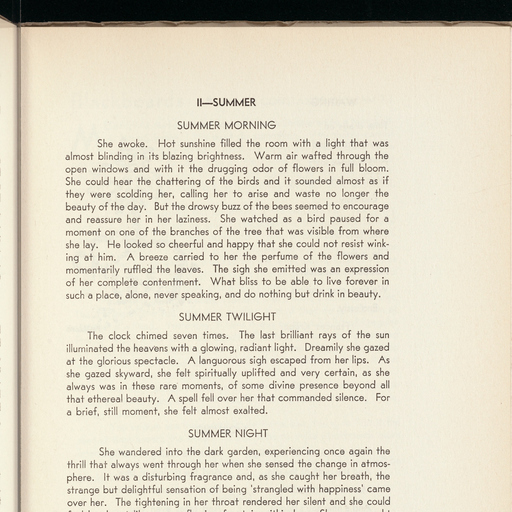 II—SUMMER
SUMMER MORNING
She awoke. Hot sunshine filled the room with a light that was
almost blinding in its blazing brightness. Warm air wafted through the
open windows and with it the drugging odor of flowers in full bloom.
She could hear the chattering of the birds and it sounded almost as if
they were scolding her, calling her to arise and waste no longer the
beauty of the day. But the drowsy buzz of the bees seemed to encourage
and reassure her in her laziness. She watched as a bird paused for a
moment on one of the branches of the tree that was visible from where
she lay. He looked so cheerful and happy that she could not resist wink-
ing at him. A breeze carried to her the perfume of the flowers and
momentarily ruffled the leaves. The sigh she emitted was an expression
of her complete contentment. What bliss to be able to live forever in
such a place, alone, never speaking, and do nothing but drink in beauty.
SUMMER TWILIGHT
The clock chimed seven times. The last brilliant rays of the sun
illuminated the heavens with a glowing, radiant light. Dreamily she gazed
at the glorious spectacle. A languorous sigh escaped from her lips. As
she gazed skyward, she felt spiritually uplifted and very certain, as she
always was in these rare moments, of some divine presence beyond all
that ethereal beauty. A spell fell over her that commanded silence. For
a brief, still moment, she felt almost exalted.
SUMMER NIGHT
She wandered into the dark garden, experiencing once again the
thrill that always went through her when she sensed the change in atmos-
phere. It was a disturbing fragrance and, as she caught her breath, the
strange but delightful sensation of being 'strangled with happiness' came
over her. The tightening in her throat rendered her silent and she could